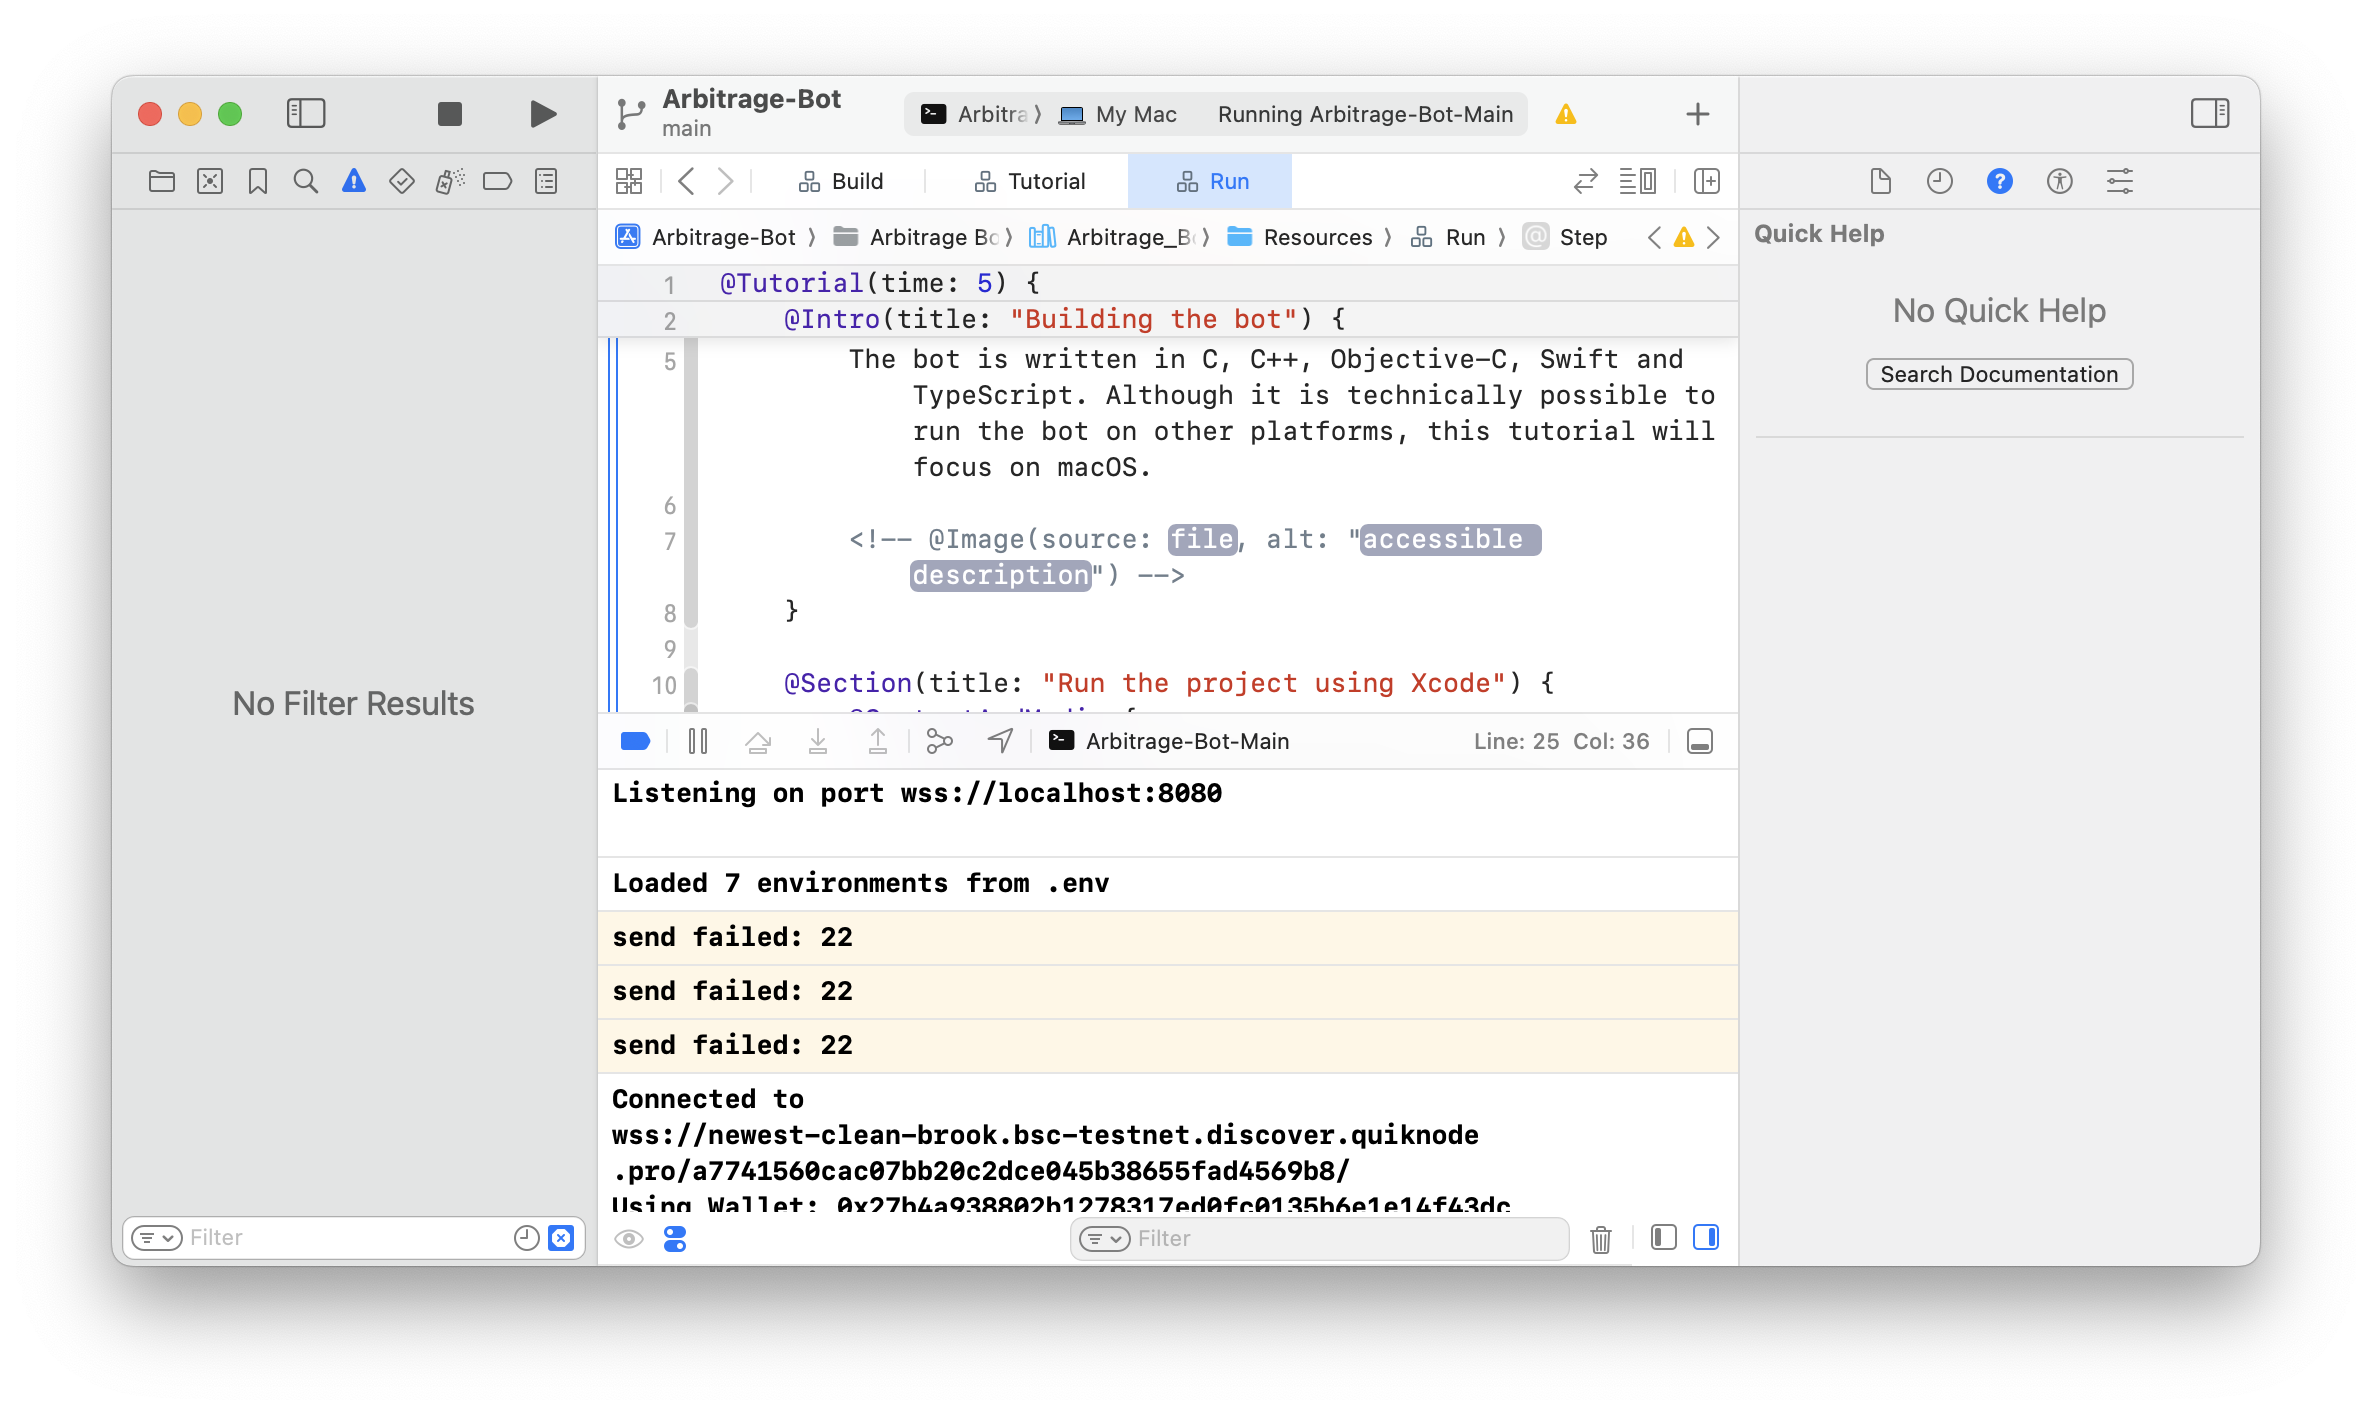 Arbitrage-Bot
main
Arbitra
My Mac
Running Arbitrage-Bot-Main
Build
Tutorial
Run
Arbitrage-Bot
Arbitrage Bo
Arbitrage_B
Resources
Run
Step
Quick Help
No Quick Help
Search Documentation
No Filter Results
1 @Tutorial(time: 5) {
2 @Intro(title: "Building the bot") {
5 The bot is written in C, C++, Objective-C, Swift and
TypeScript. Although it is technically possible to
run the bot on other platforms, this tutorial will
focus on macOS.
6
7 <!-- @Image(source: file, alt: "accessible
description") -->
8 }
9
10 @Section(title: "Run the project using Xcode") {
Arbitrage-Bot-Main
Line: 25 Col: 36
Listening on port wss://localhost:8080
Loaded 7 environments from .env
send failed: 22
send failed: 22
send failed: 22
Connected to
wss://newest-clean-brook.bsc-testnet.discover.quiknode
.pro/a7741560cac07bb20c2dce045b38655fad4569b8/
Using Wallet: 0x27b4a938802b1278317ed0fc0135b6e1e14f43dc
Filter
Filter